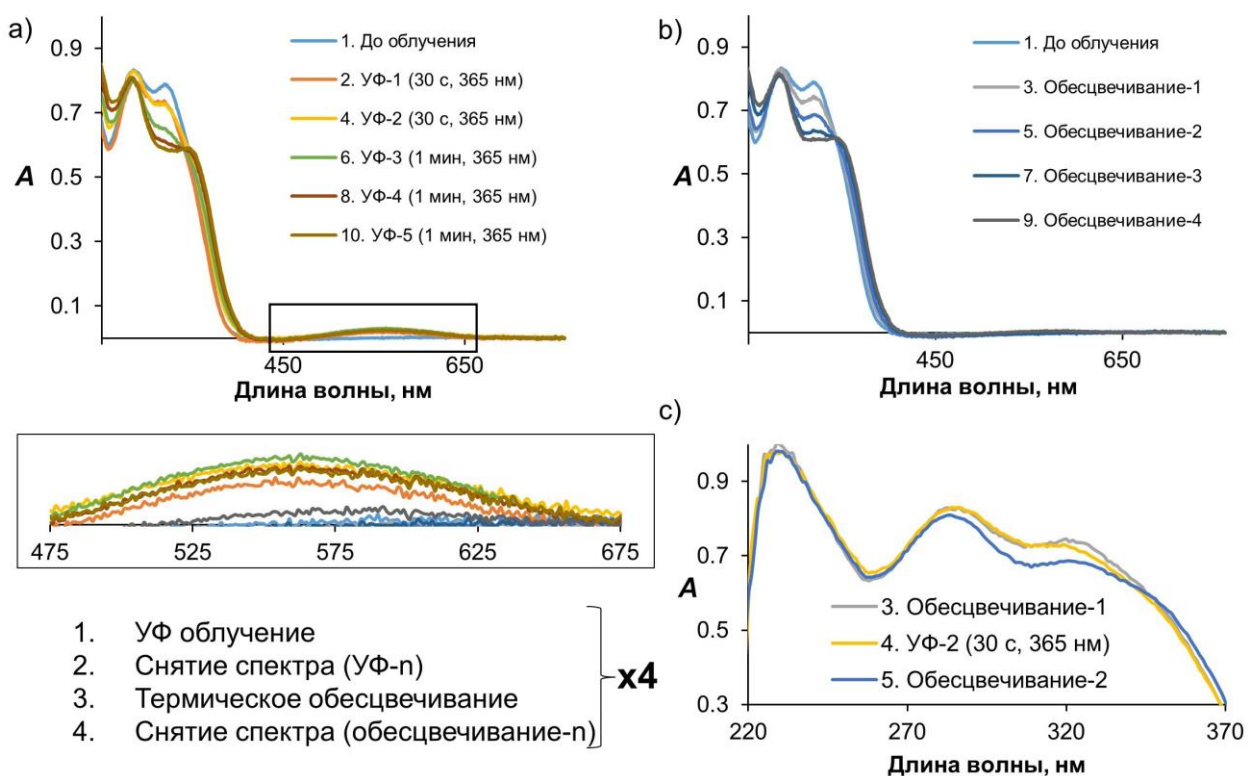 a)
0.9
0.7
A
0.5
0.3
0.1
450
650
Длина волны, нм
1. До облучения
2. УФ-1 (30 с, 365 нм)
4. УФ-2 (30 с, 365 нм)
6. УФ-3 (1 мин, 365 нм)
8. УФ-4 (1 мин, 365 нм)
10. УФ-5 (1 мин, 365 нм)
b)
0.9
0.7
A
0.5
0.3
0.1
450
650
Длина волны, нм
1. До облучения
3. Обесцвечивание-1
5. Обесцвечивание-2
7. Обесцвечивание-3
9. Обесцвечивание-4
475
525
575
625
675
1. УФ облучение
2. Снятие спектра (УФ-n)
3. Термическое обесцвечивание
4. Снятие спектра (обесцвечивание-n)
x4
c)
0.9
0.7
A
0.5
0.3
220
270
320
370
Длина волны, нм
3. Обесцвечивание-1
4. УФ-2 (30 с, 365 нм)
5. Обесцвечивание-2